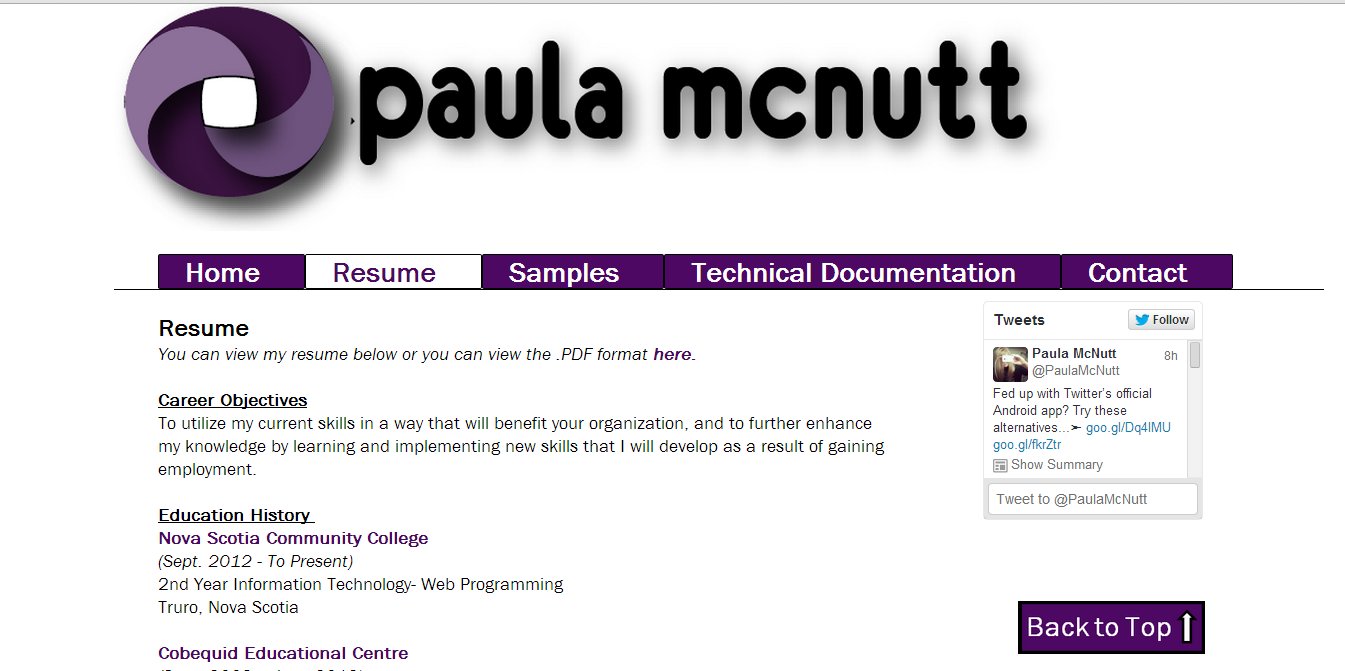 paula mcnutt
Home Resume Samples Technical Documentation Contact
Resume
You can view my resume below or you can view the .PDF format here.
Career Objectives
To utilize my current skills in a way that will benefit your organization, and to further enhance
my knowledge by learning and implementing new skills that I will develop as a result of gaining
employment.
Education History
Nova Scotia Community College
(Sept. 2012 - To Present)
2nd Year Information Technology- Web Programming
Truro, Nova Scotia
Cobequid Educational Centre
Tweets Follow
Paula McNutt 8h
@PaulaMcNutt
Fed up with Twitter's official
Android app? Try these
alternatives...➛ goo.gl/Dq4IMU
goo.gl/fkrZtr
Show Summary
Tweet to @PaulaMcNutt
Back to Top